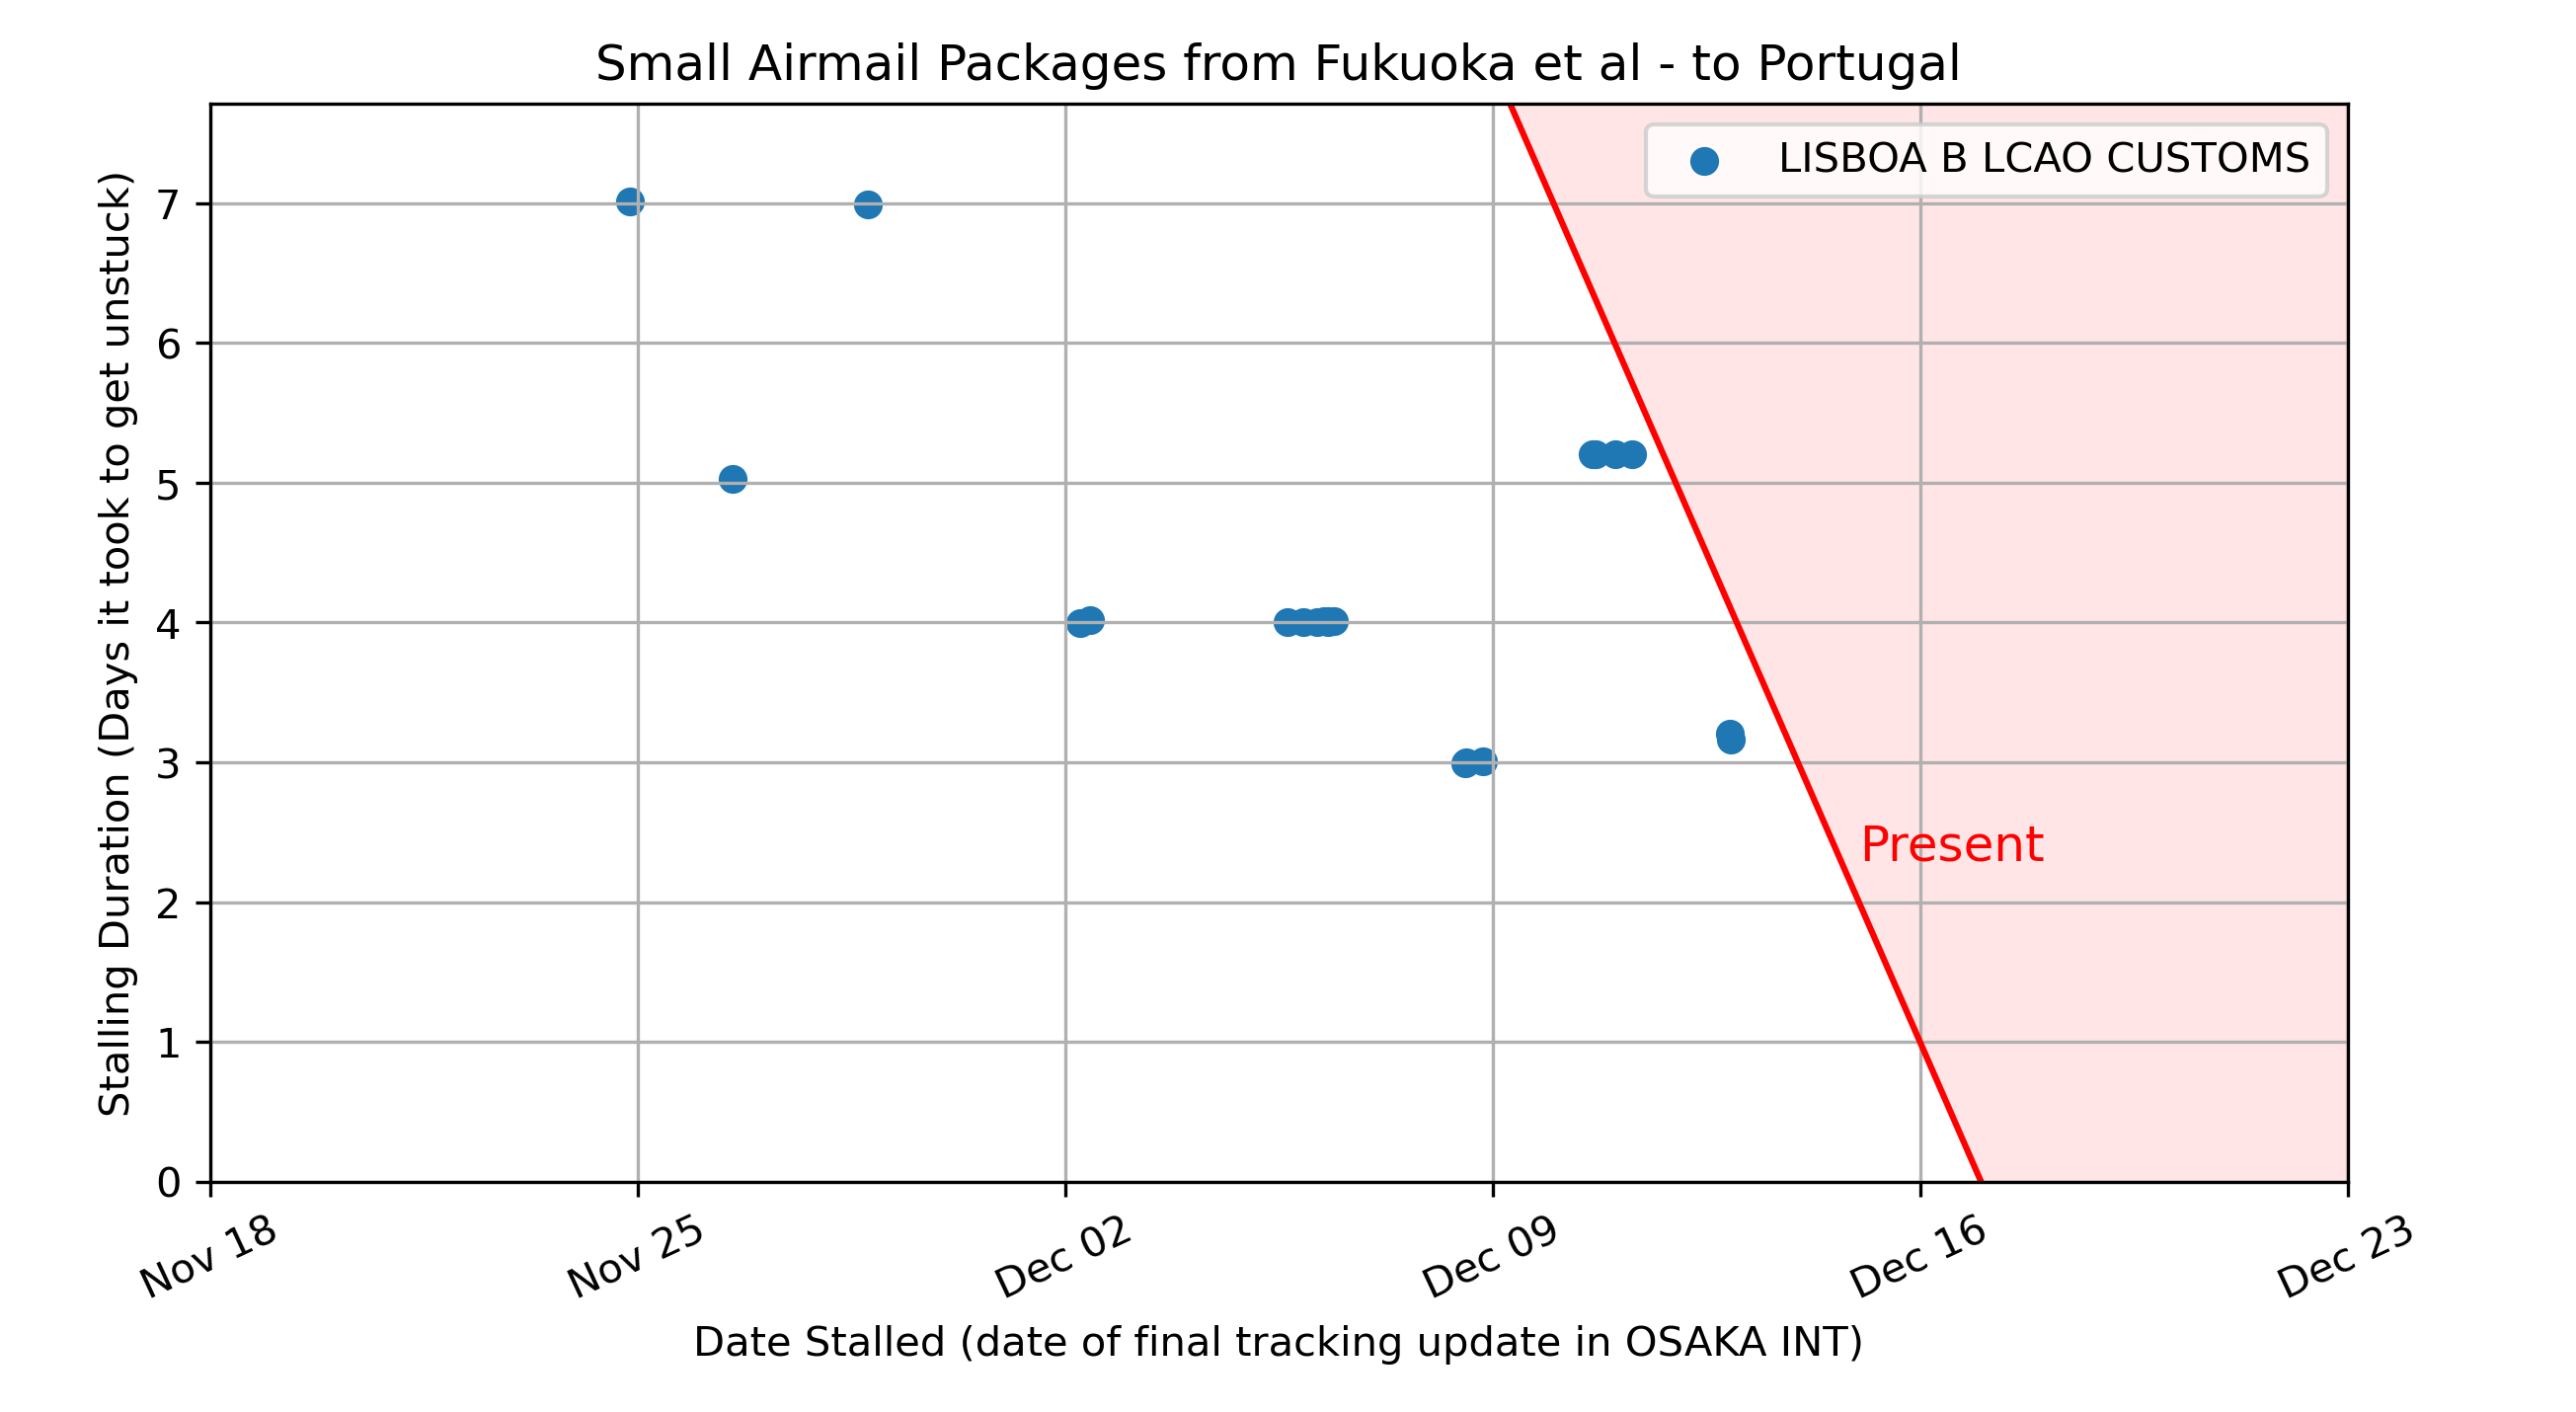 Small Airmail Packages from Fukuoka et al - to Portugal
LISBOA B LCAO CUSTOMS
Stalling Duration (Days it took to get unstuck)
7
6
5
4
3
2
1
0
Present
Nov 18
Nov 25
Dec 02
Dec 09
Dec 16
Dec 23
Date Stalled (date of final tracking update in OSAKA INT)